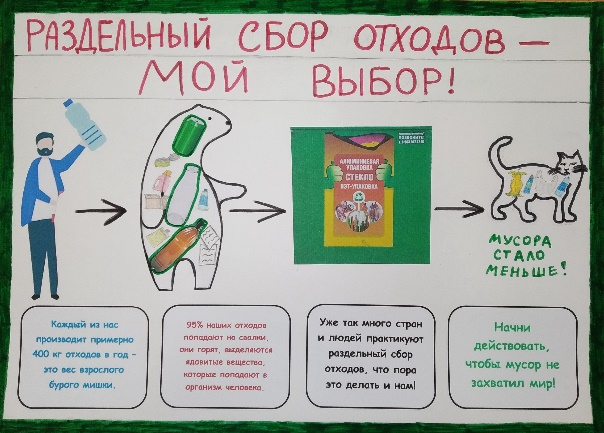 РАЗДЕЛЬНЫЙ СБОР ОТХОДОВ —
МОЙ ВЫБОР!
АЛЮМИНИЕВАЯ
УПАКОВКА
СТЕКЛО
ПЭТ-УПАКОВКА
МУСОРА
СТАЛО
МЕНЬШЕ!
Каждый из нас
производит примерно
400 кг отходов в год –
это вес взрослого
бурого мишки.
95% наших отходов
попадают на свалки,
они горят, выделяются
ядовитые вещества,
которые попадают в
организм человека.
Уже так много стран
и людей практикуют
раздельный сбор
отходов, что пора
это делать и нам!
Начни
действовать,
чтобы мусор не
захватил мир!